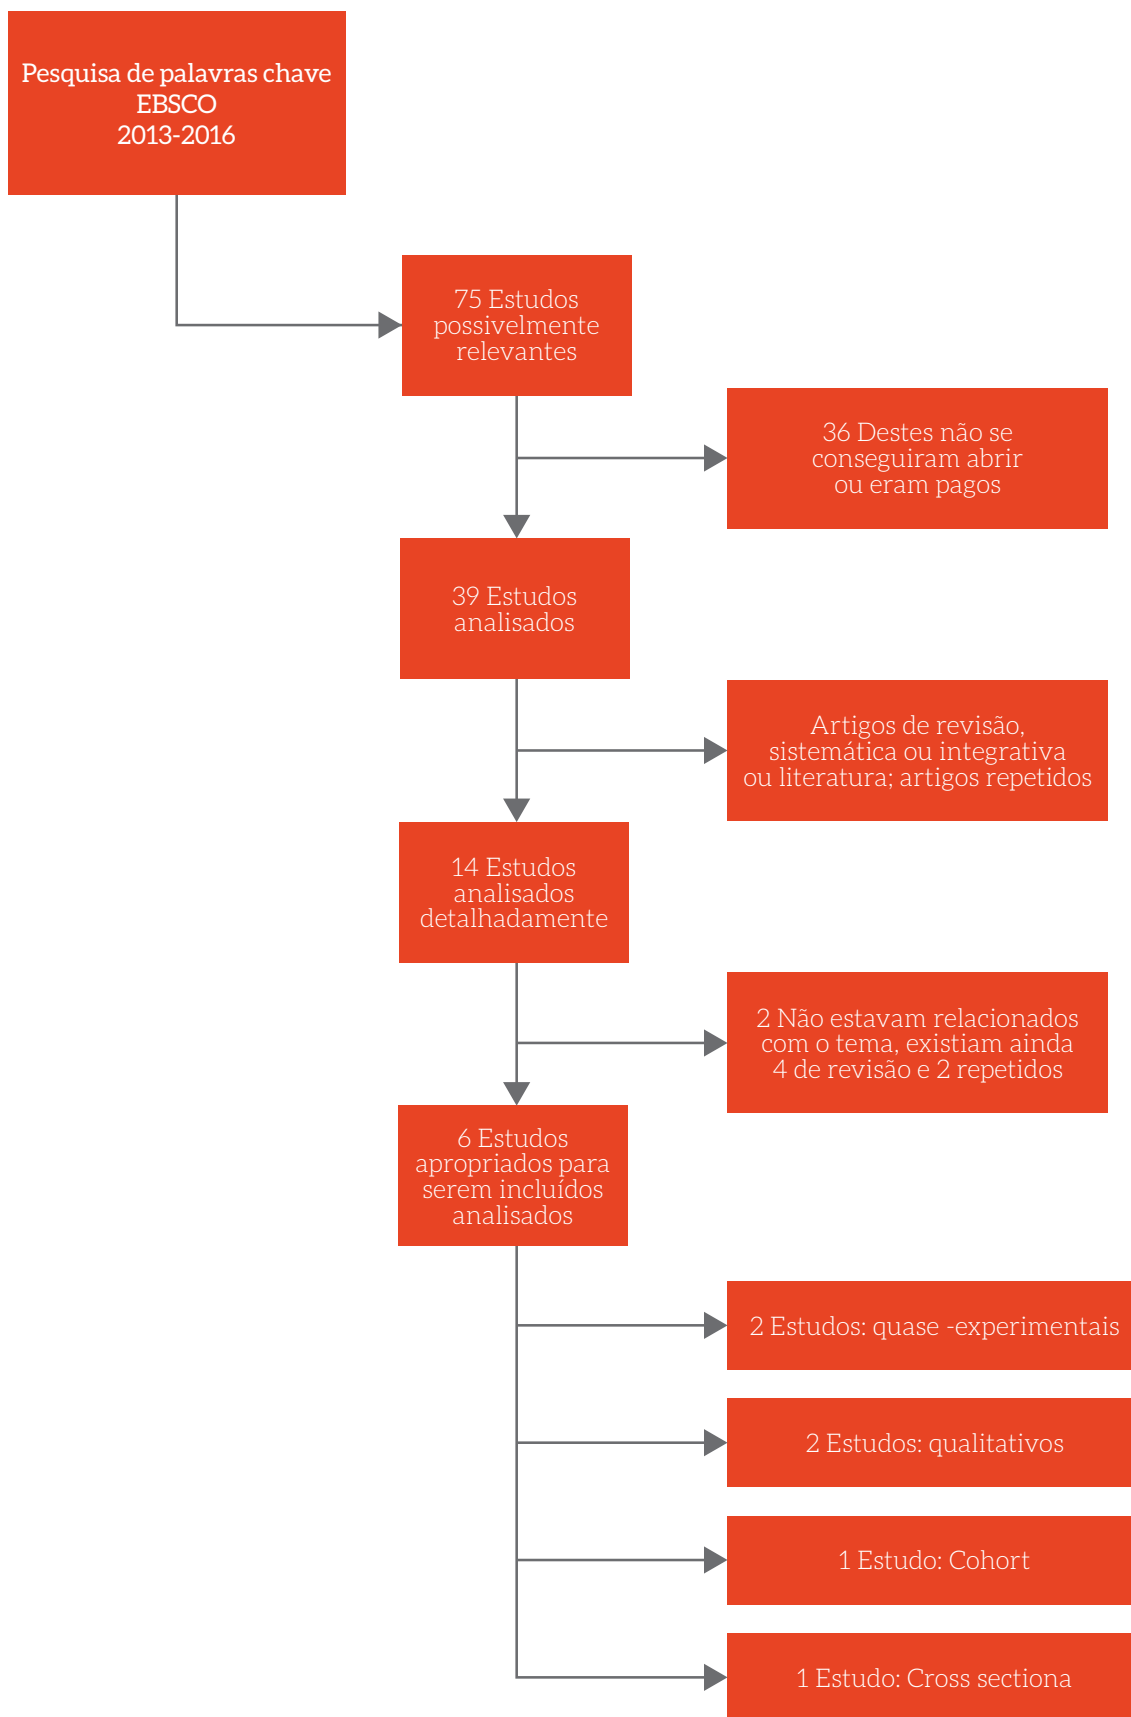 Pesquisa de palavras chave
EBSCO
2013-2016
75 Estudos
possivelmente
relevantes
36 Destes não se
conseguiram abrir
ou eram pagos
39 Estudos
analisados
Artigos de revisão,
sistemática ou integrativa
ou literatura; artigos repetidos
14 Estudos
analisados
detalhadamente
2 Não estavam relacionados
com o tema, existiam ainda
4 de revisão e 2 repetidos
6 Estudos
apropriados para
serem incluídos
analisados
2 Estudos: quase -experimentais
2 Estudos: qualitativos
1 Estudo: Cohort
1 Estudo: Cross sectiona